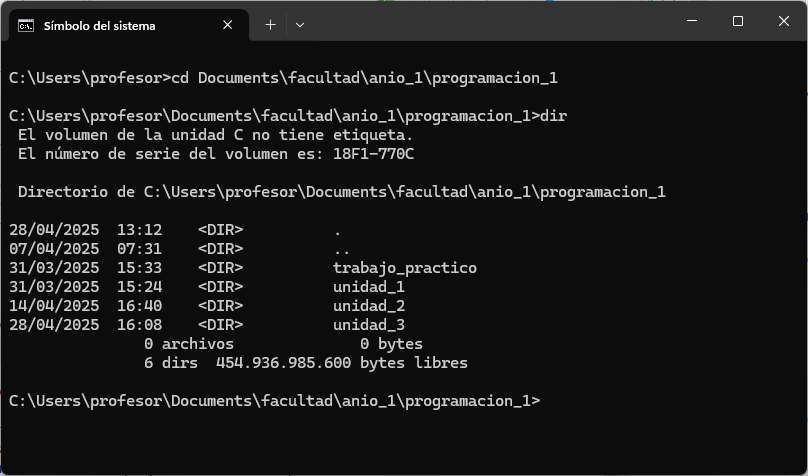 Símbolo del sistema
C:\Users\profesor>cd Documents\facultad\anio_1\programacion_1
C:\Users\profesor\Documents\facultad\anio_1\programacion_1>dir
El volumen de la unidad C no tiene etiqueta.
El número de serie del volumen es: 18F1-770C
Directorio de C:\Users\profesor\Documents\facultad\anio_1\programacion_1
28/04/2025  13:12    <DIR>          .
07/04/2025  07:31    <DIR>          ..
31/03/2025  15:33    <DIR>          trabajo_practico
31/03/2025  15:24    <DIR>          unidad_1
14/04/2025  16:40    <DIR>          unidad_2
28/04/2025  16:08    <DIR>          unidad_3
0 archivos              0 bytes
6 dirs  454.936.985.600 bytes libres
C:\Users\profesor\Documents\facultad\anio_1\programacion_1>